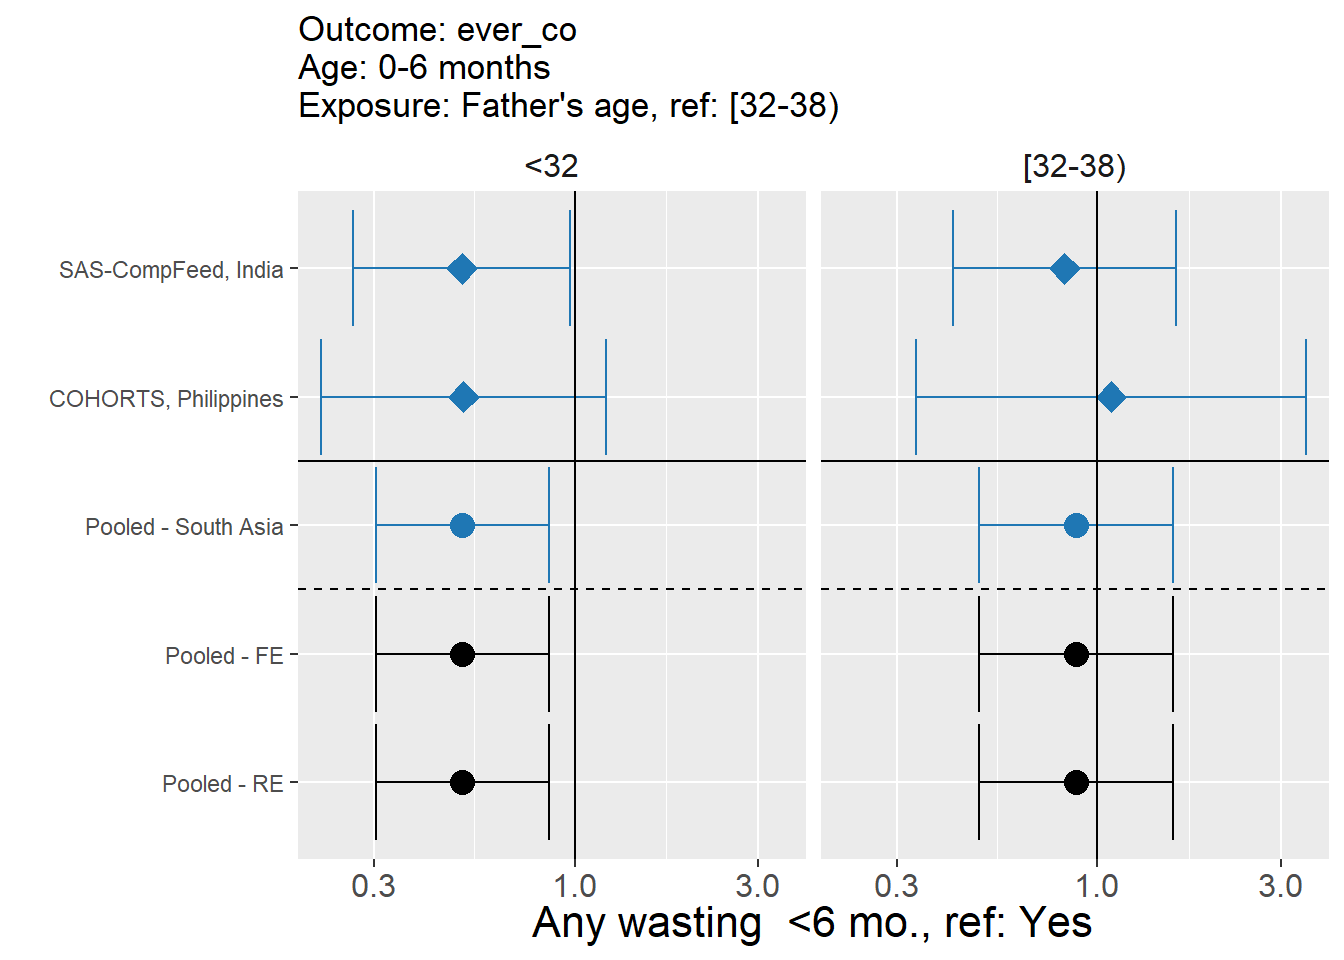 Outcome: ever_co
Age: 0-6 months
Exposure: Father's age, ref: [32-38)
<32
[32-38)
SAS-CompFeed, India
COHORTS, Philippines
Pooled - South Asia
Pooled - FE
Pooled - RE
0.3 1.0 3.0 0.3 1.0 3.0
Any wasting  <6 mo., ref: Yes